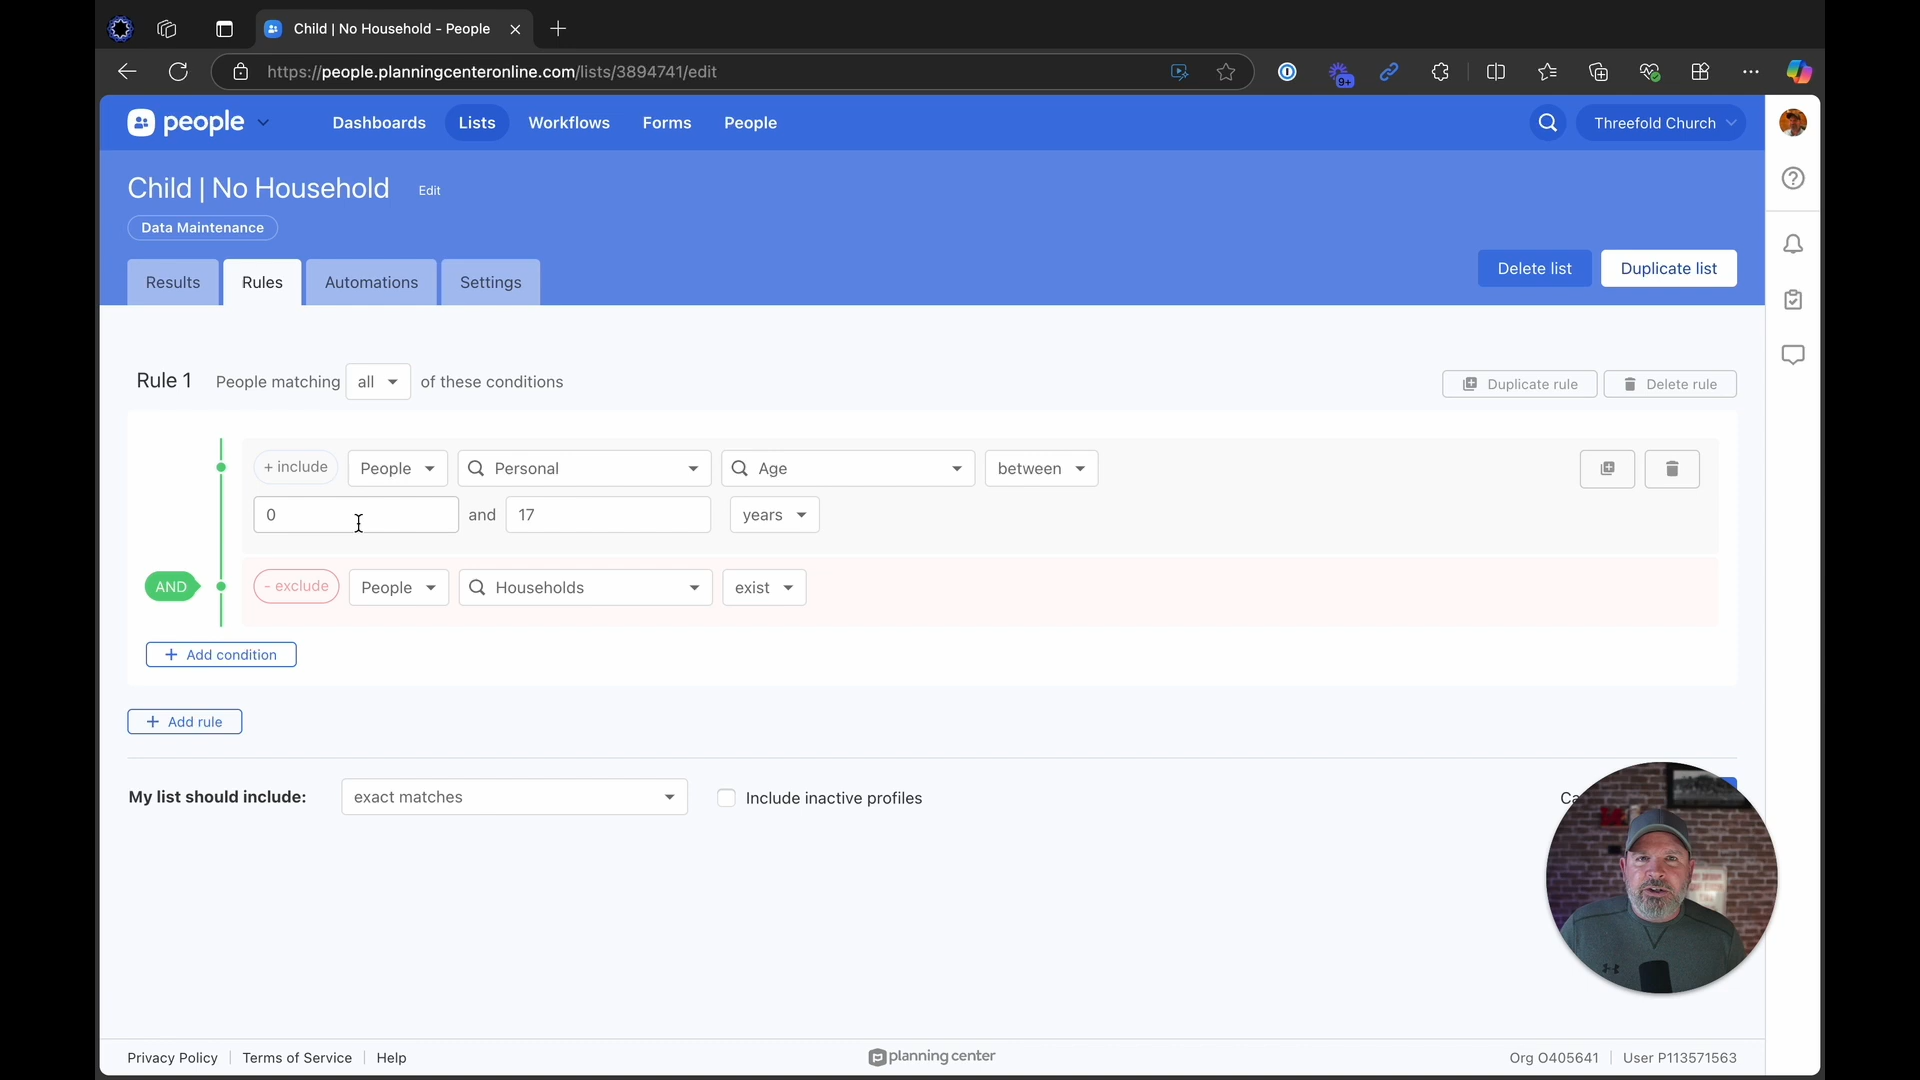 Child | No Household - People
https://people.planningcenteronline.com/lists/3894741/edit
9+
people
Dashboards
Lists
Workflows
Forms
People
Threefold Church
Child | No Household
Edit
Data Maintenance
Results
Rules
Automations
Settings
Delete list
Duplicate list
Rule 1
People matching all of these conditions
Duplicate rule
Delete rule
+ include
People
Personal
Age
between
0
and
17
years
AND
- exclude
People
Households
exist
+ Add condition
+ Add rule
My list should include:
exact matches
Include inactive profiles
Privacy Policy
Terms of Service
Help
planning center
Org O405641
User P113571563